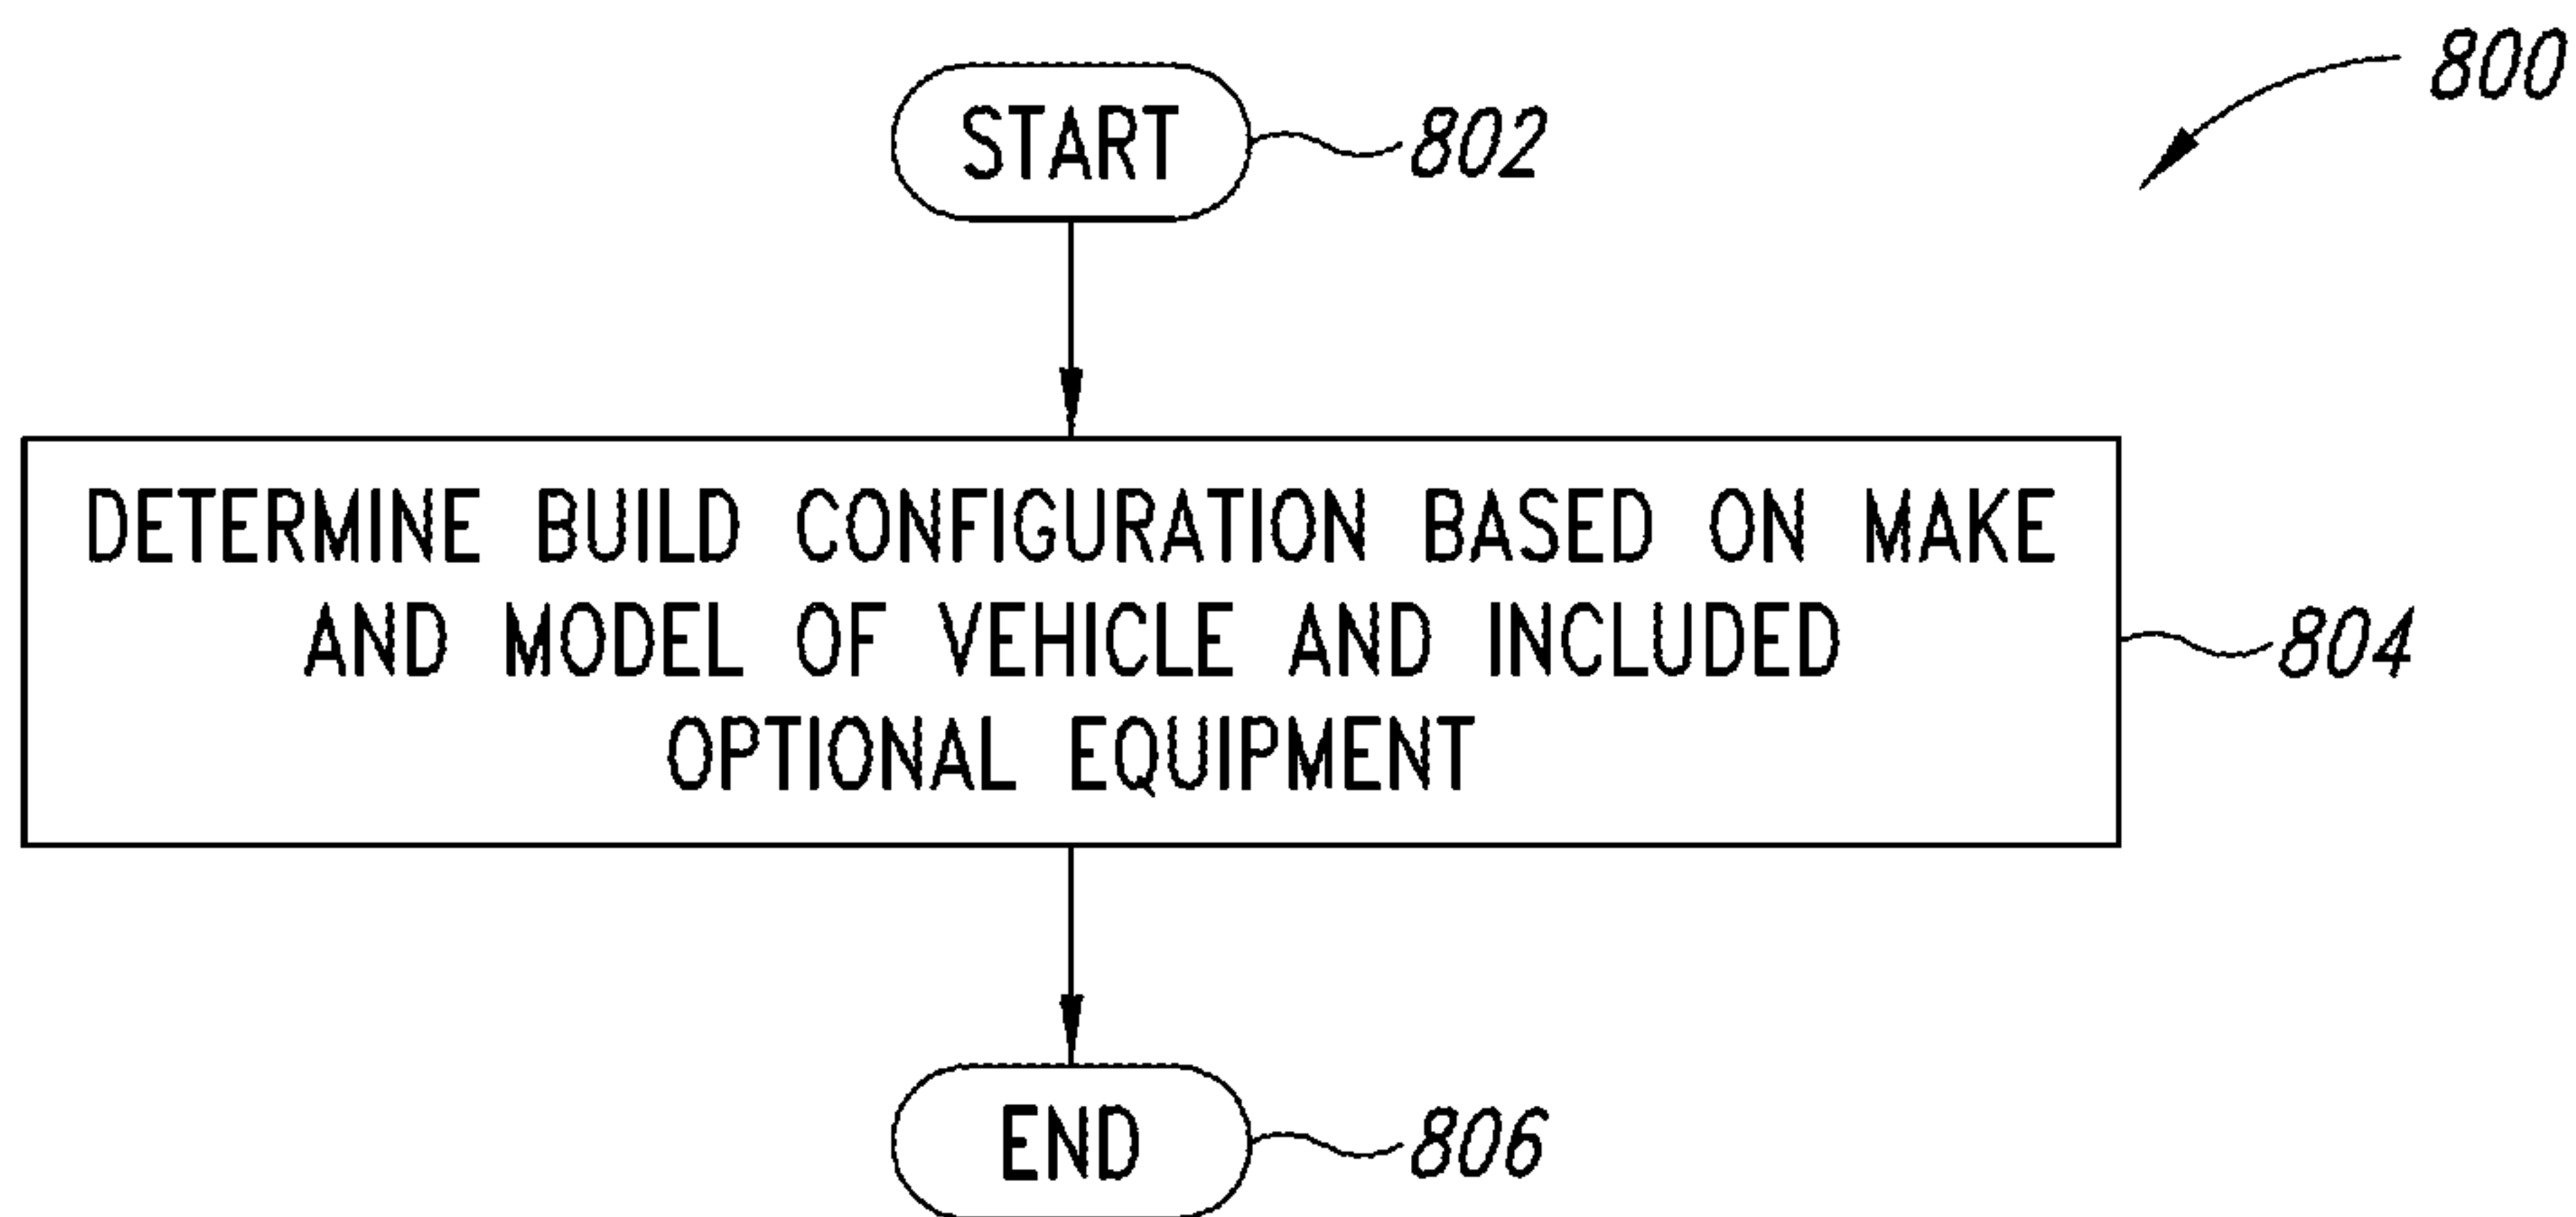 800
START
802
DETERMINE BUILD CONFIGURATION BASED ON MAKE
AND MODEL OF VEHICLE AND INCLUDED
OPTIONAL EQUIPMENT
804
END
806